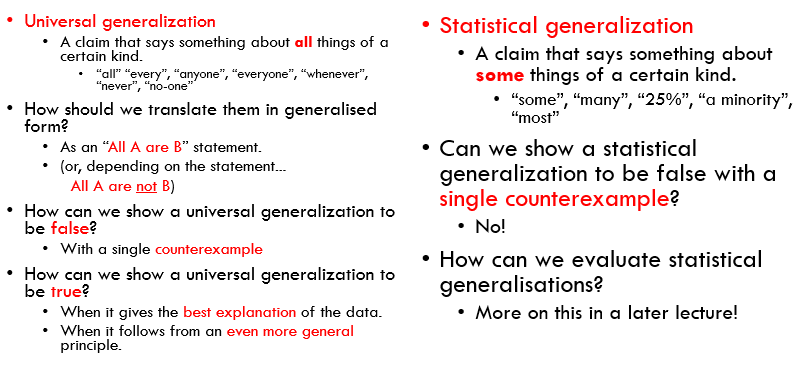 • Universal generalization
• A claim that says something about all things of a
certain kind.
• "all" "every", "anyone", "everyone", "whenever",
"never", "no-one"
• How should we translate them in generalised
form?
• As an "All A are B" statement.
• (or, depending on the statement...
All A are not B)
• How can we show a universal generalization to
be false?
• With a single counterexample
• How can we show a universal generalization to
be true?
• When it gives the best explanation of the data.
• When it follows from an even more general
principle.
• Statistical generalization
• A claim that says something about
some things of a certain kind.
• "some", "many", "25%", "a minority",
"most"
• Can we show a statistical
generalization to be false with a
single counterexample?
• No!
• How can we evaluate statistical
generalisations?
• More on this in a later lecture!